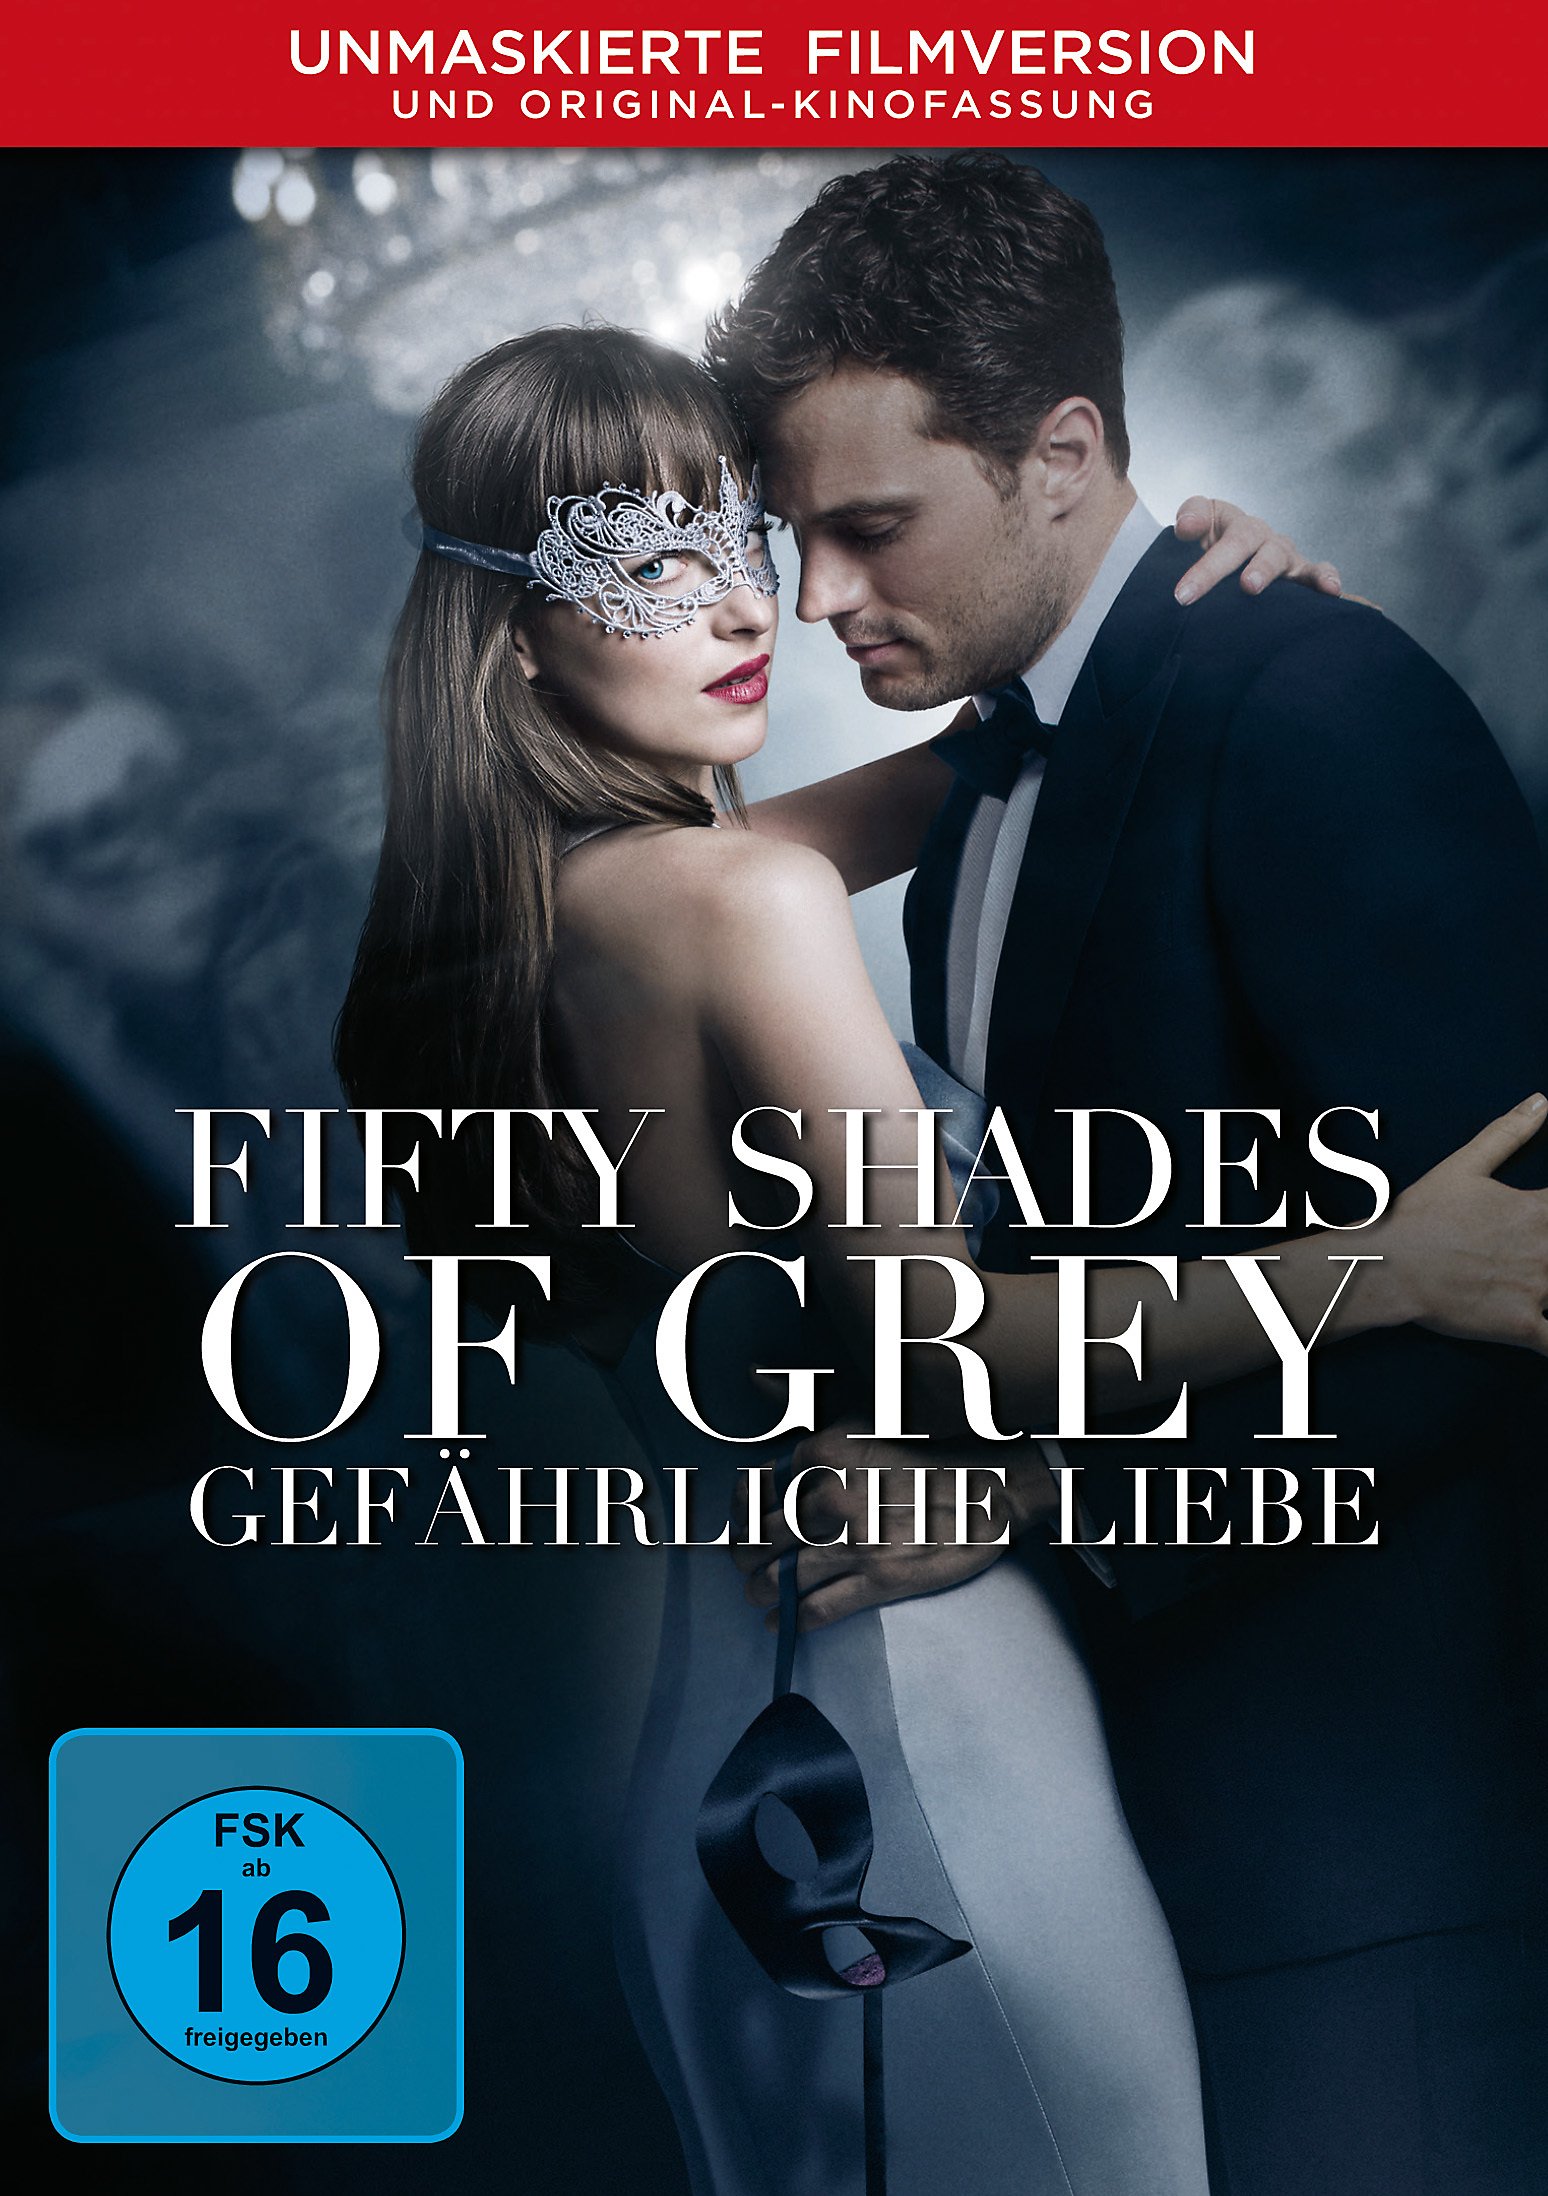 UNMASKIERTE FILMVERSION
UND ORIGINAL-KINOFASSUNG
FIFTY SHADES
OF GREY
GEFÄHRLICHE LIEBE
FSK
ab
16
freigegeben